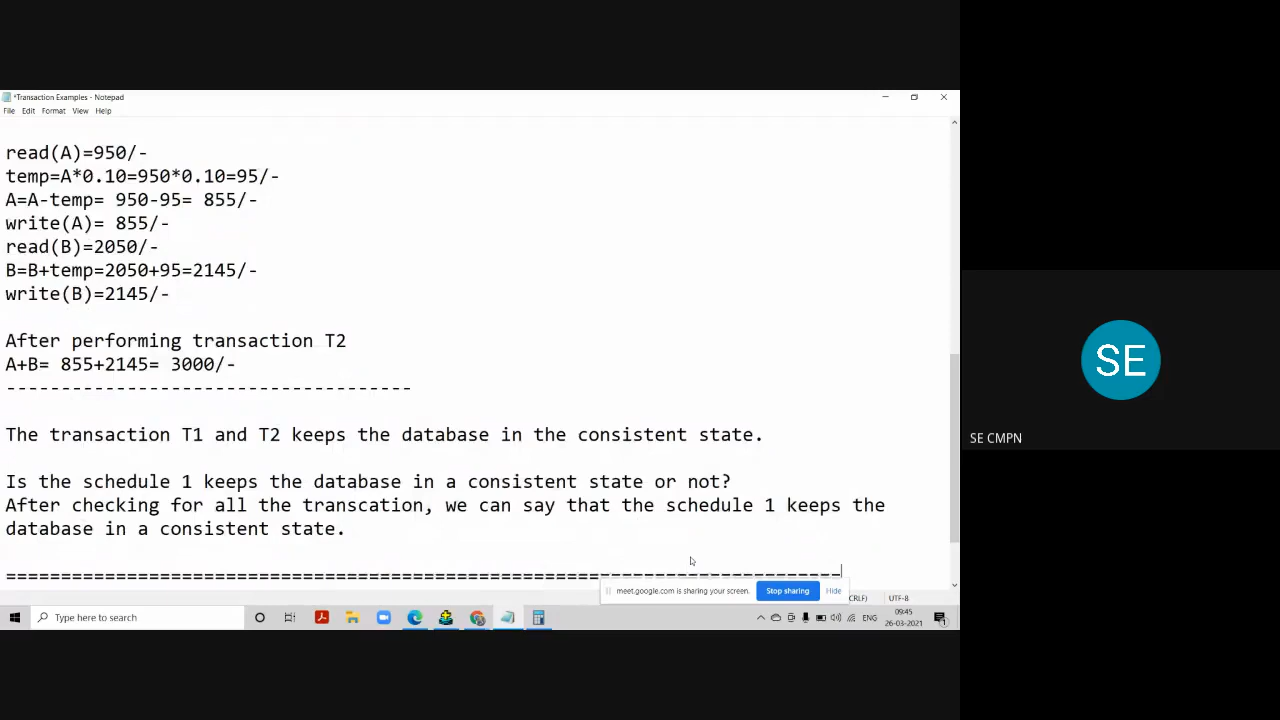 *Transaction Examples - Notepad
File Edit Format View Help
read(A)=950/-
temp=A*0.10=950*0.10=95/-
A=A-temp= 950-95= 855/-
write(A)= 855/-
read(B)=2050/-
B=B+temp=2050+95=2145/-
write(B)=2145/-
After performing transaction T2
A+B= 855+2145= 3000/-
-------------------------------------
The transaction T1 and T2 keeps the database in the consistent state.
Is the schedule 1 keeps the database in a consistent state or not?
After checking for all the transcation, we can say that the schedule 1 keeps the
database in a consistent state.
============================================================================
meet.google.com is sharing your screen. Stop sharing Hide
CRLF) UTF-8
Type here to search
ENG
09:45
26-03-2021
SE
SE CMPN